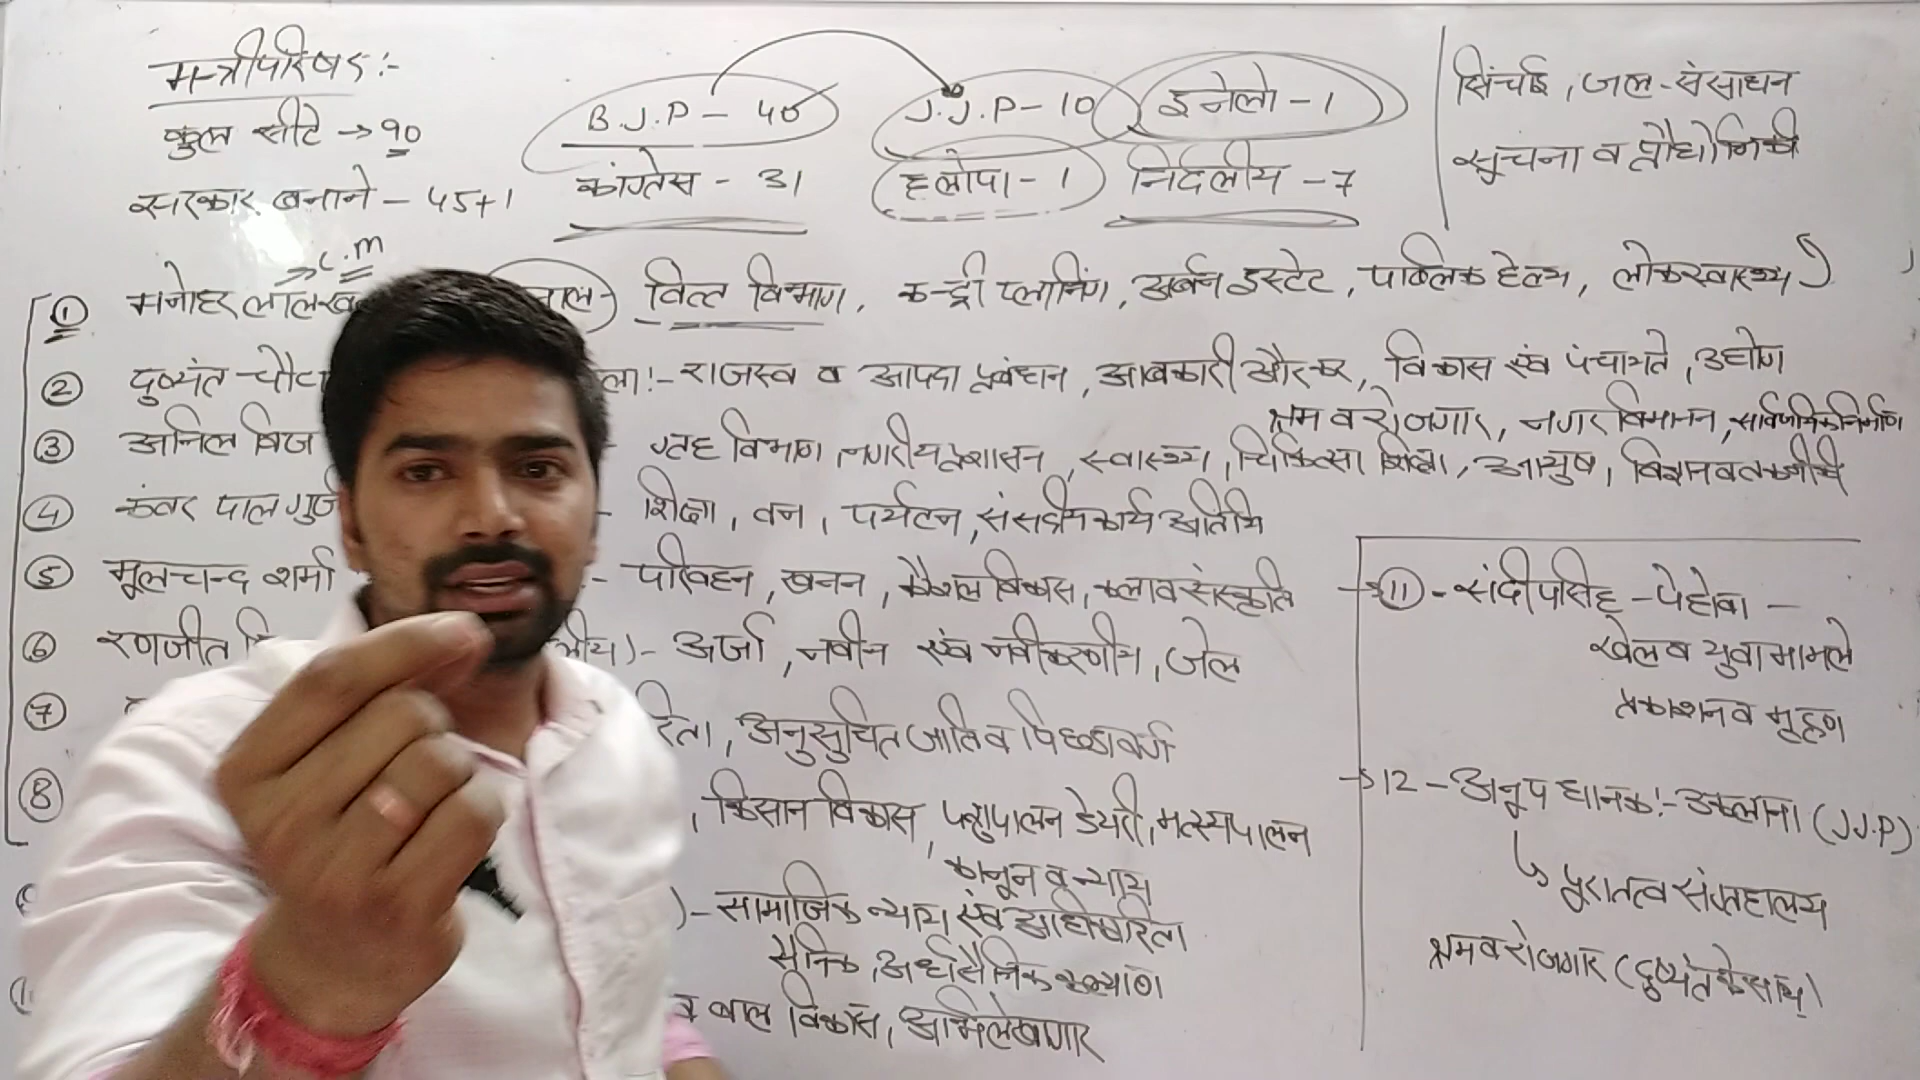 मन्त्रीपरिषद :-
कुल सीटे → 90
सरकार बनाने - 45+1
B.J.P - 40
J.J.P - 10
इनेलो - 1
कांग्रेस - 31
हलोपा - 1
निर्दलीय - 7
सिंचाई, जल-संसाधन
सूचना व प्रौद्योगिकी
→ C.M
① मनोहर लाल ख वित्त विभाग, कन्ट्री प्लानिंग, अर्बन इस्टेट, पब्लिक हेल्थ, लोकस्वास्थ्य
② दुष्यंत चौटा ला:- राजस्व व आपदा प्रबंधन, आबकारी और कर, विकास एंव पंचायते, उद्योग
श्रम व रोजगार, नगर विमानन, सार्वजनिक निर्माण
③ अनिल विज - गृह विभाग, नगरीय प्रशासन, स्वास्थ्य, चिकित्सा शिक्षा, आयुष, विज्ञान व तकनीकि
④ कंवर पाल गुर्ज - शिक्षा, वन, पर्यटन, संसदीय कार्य
⑤ मूलचन्द शर्मा - परिवहन, खनन, कौशल विकास, कला व संस्कृति
⑥ रणजीत सि लीय) - ऊर्जा, नवीन एंव नवीकरणीय, जेल
⑦ रिता, अनुसुचित जाति व पिछडा वर्ग
⑧ , किसान विकास, पशुपालन डेयरी, मत्स्यपालन
कानून व न्याय
) - सामाजिक न्याय एंव अधिकारिता
सैनिक, अर्धसैनिक कल्याण
व बाल विकास, अभिलेखागार
→ ⑪ - संदीप सिंह - पेहोवा -
खेल व युवा मामले
प्रकाशन व मुद्रण
→ 12 - अनूप धानक :- उकलाना (J.J.P)
↳ पुरातत्व संग्रहालय
श्रम व रोजगार (दुष्यंत के साथ)